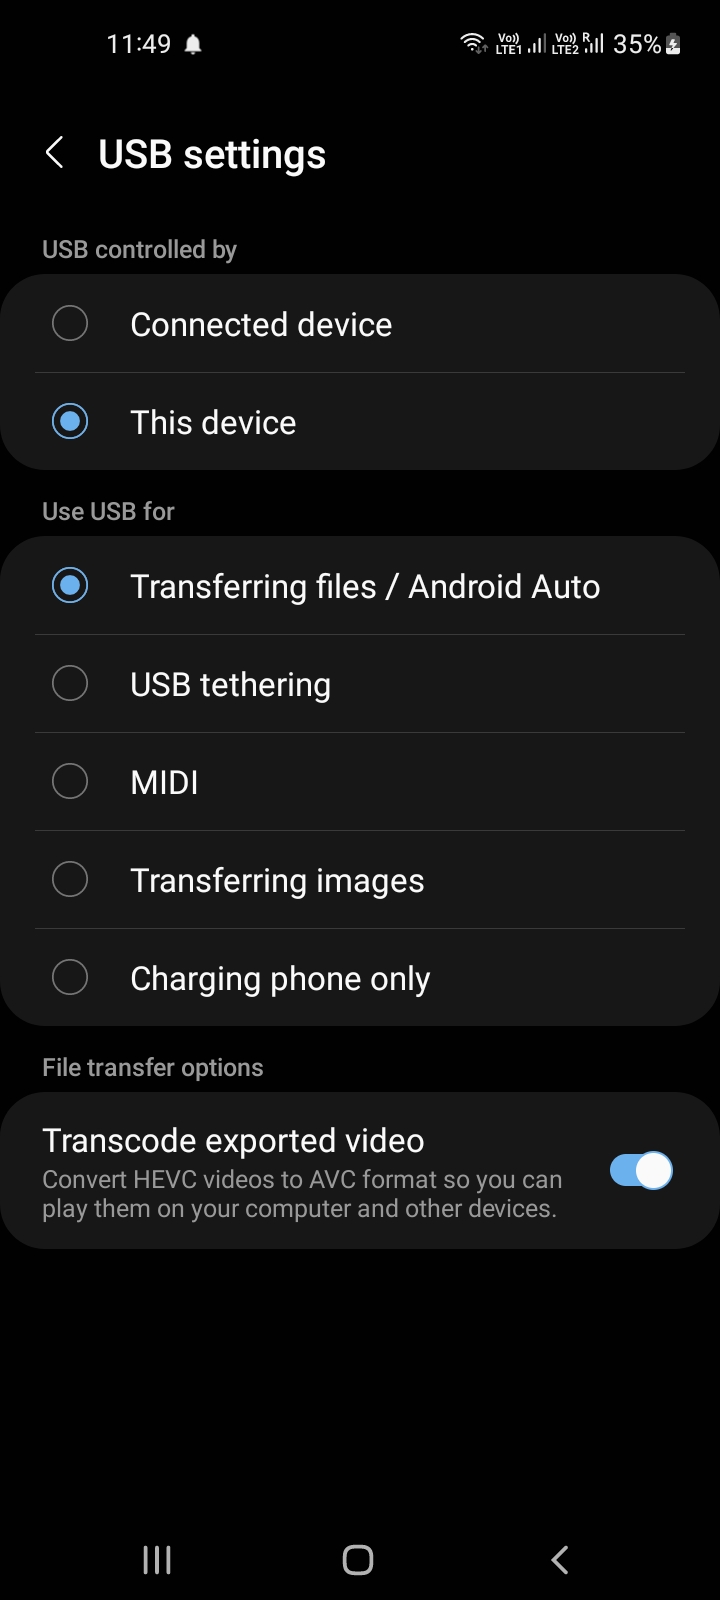 11:49 Vo)) LTE1 Vo)) LTE2 R 35%
USB settings
USB controlled by
Connected device
This device
Use USB for
Transferring files / Android Auto
USB tethering
MIDI
Transferring images
Charging phone only
File transfer options
Transcode exported video
Convert HEVC videos to AVC format so you can
play them on your computer and other devices.